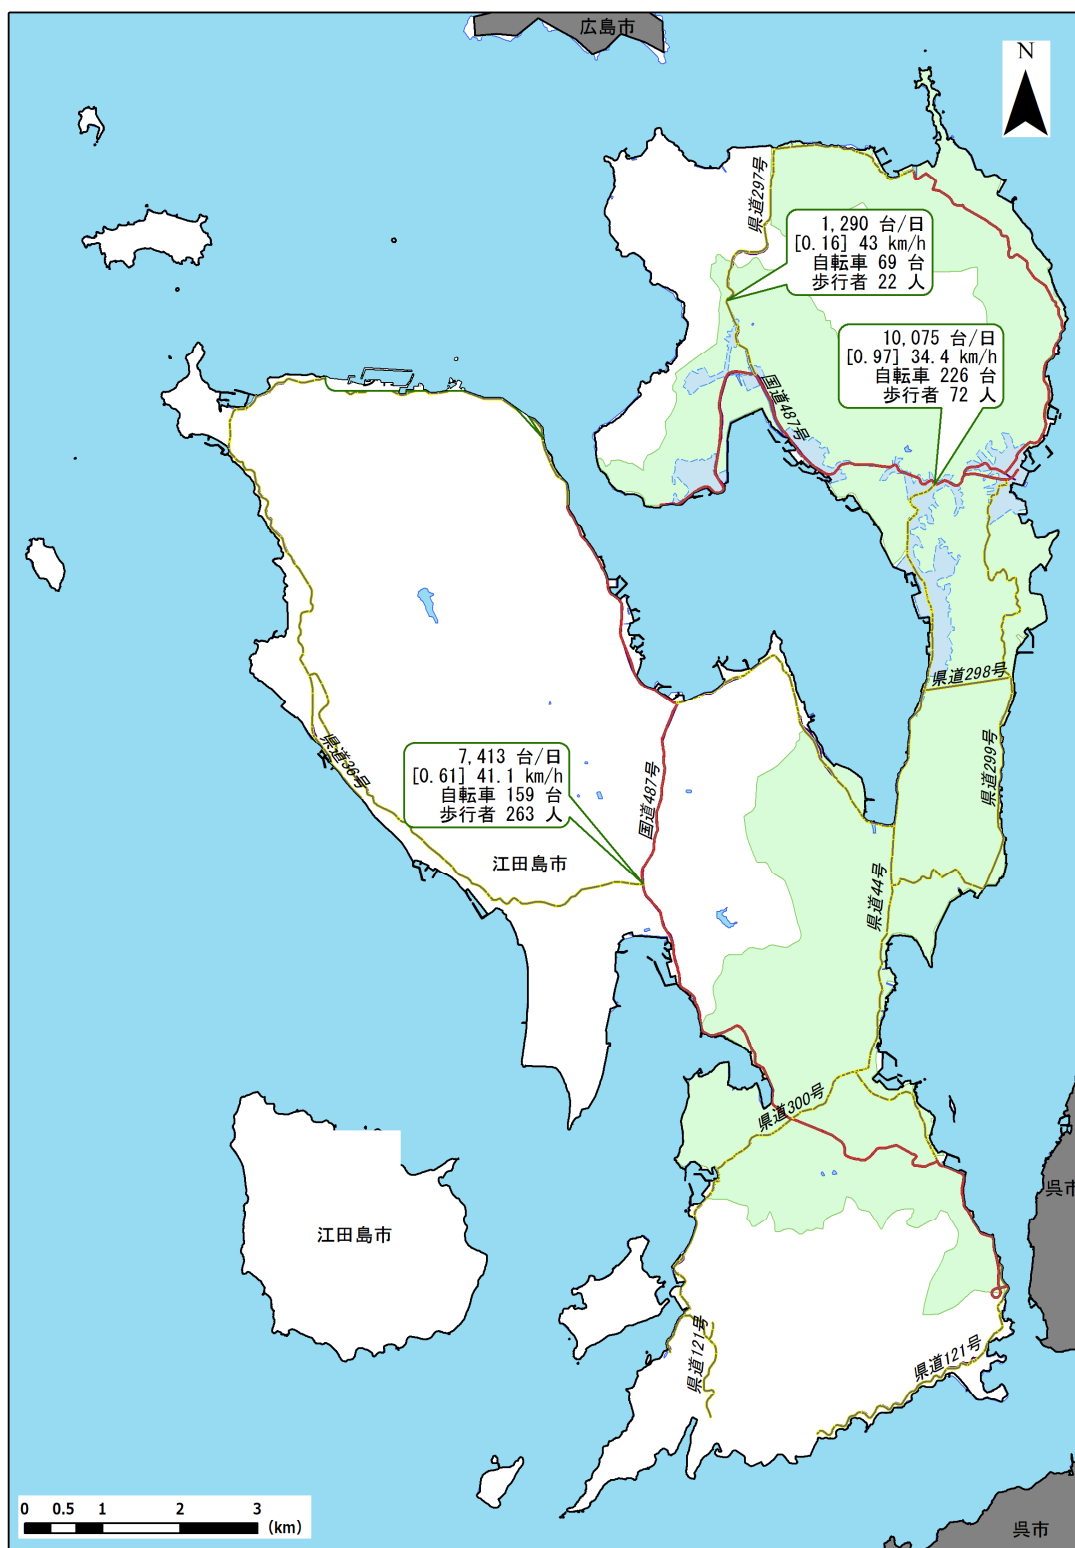 広島市
N
県道297号
1,290 台/日
[0.16] 43 km/h
自転車 69 台
歩行者 22 人
10,075 台/日
[0.97] 34.4 km/h
自転車 226 台
歩行者 72 人
国道487号
県道298号
県道299号
県道36号
7,413 台/日
[0.61] 41.1 km/h
自転車 159 台
歩行者 263 人
国道487号
江田島市
県道44号
県道300号
呉市
江田島市
県道121号
県道121号
0 0.5 1 2 3
(km)
呉市